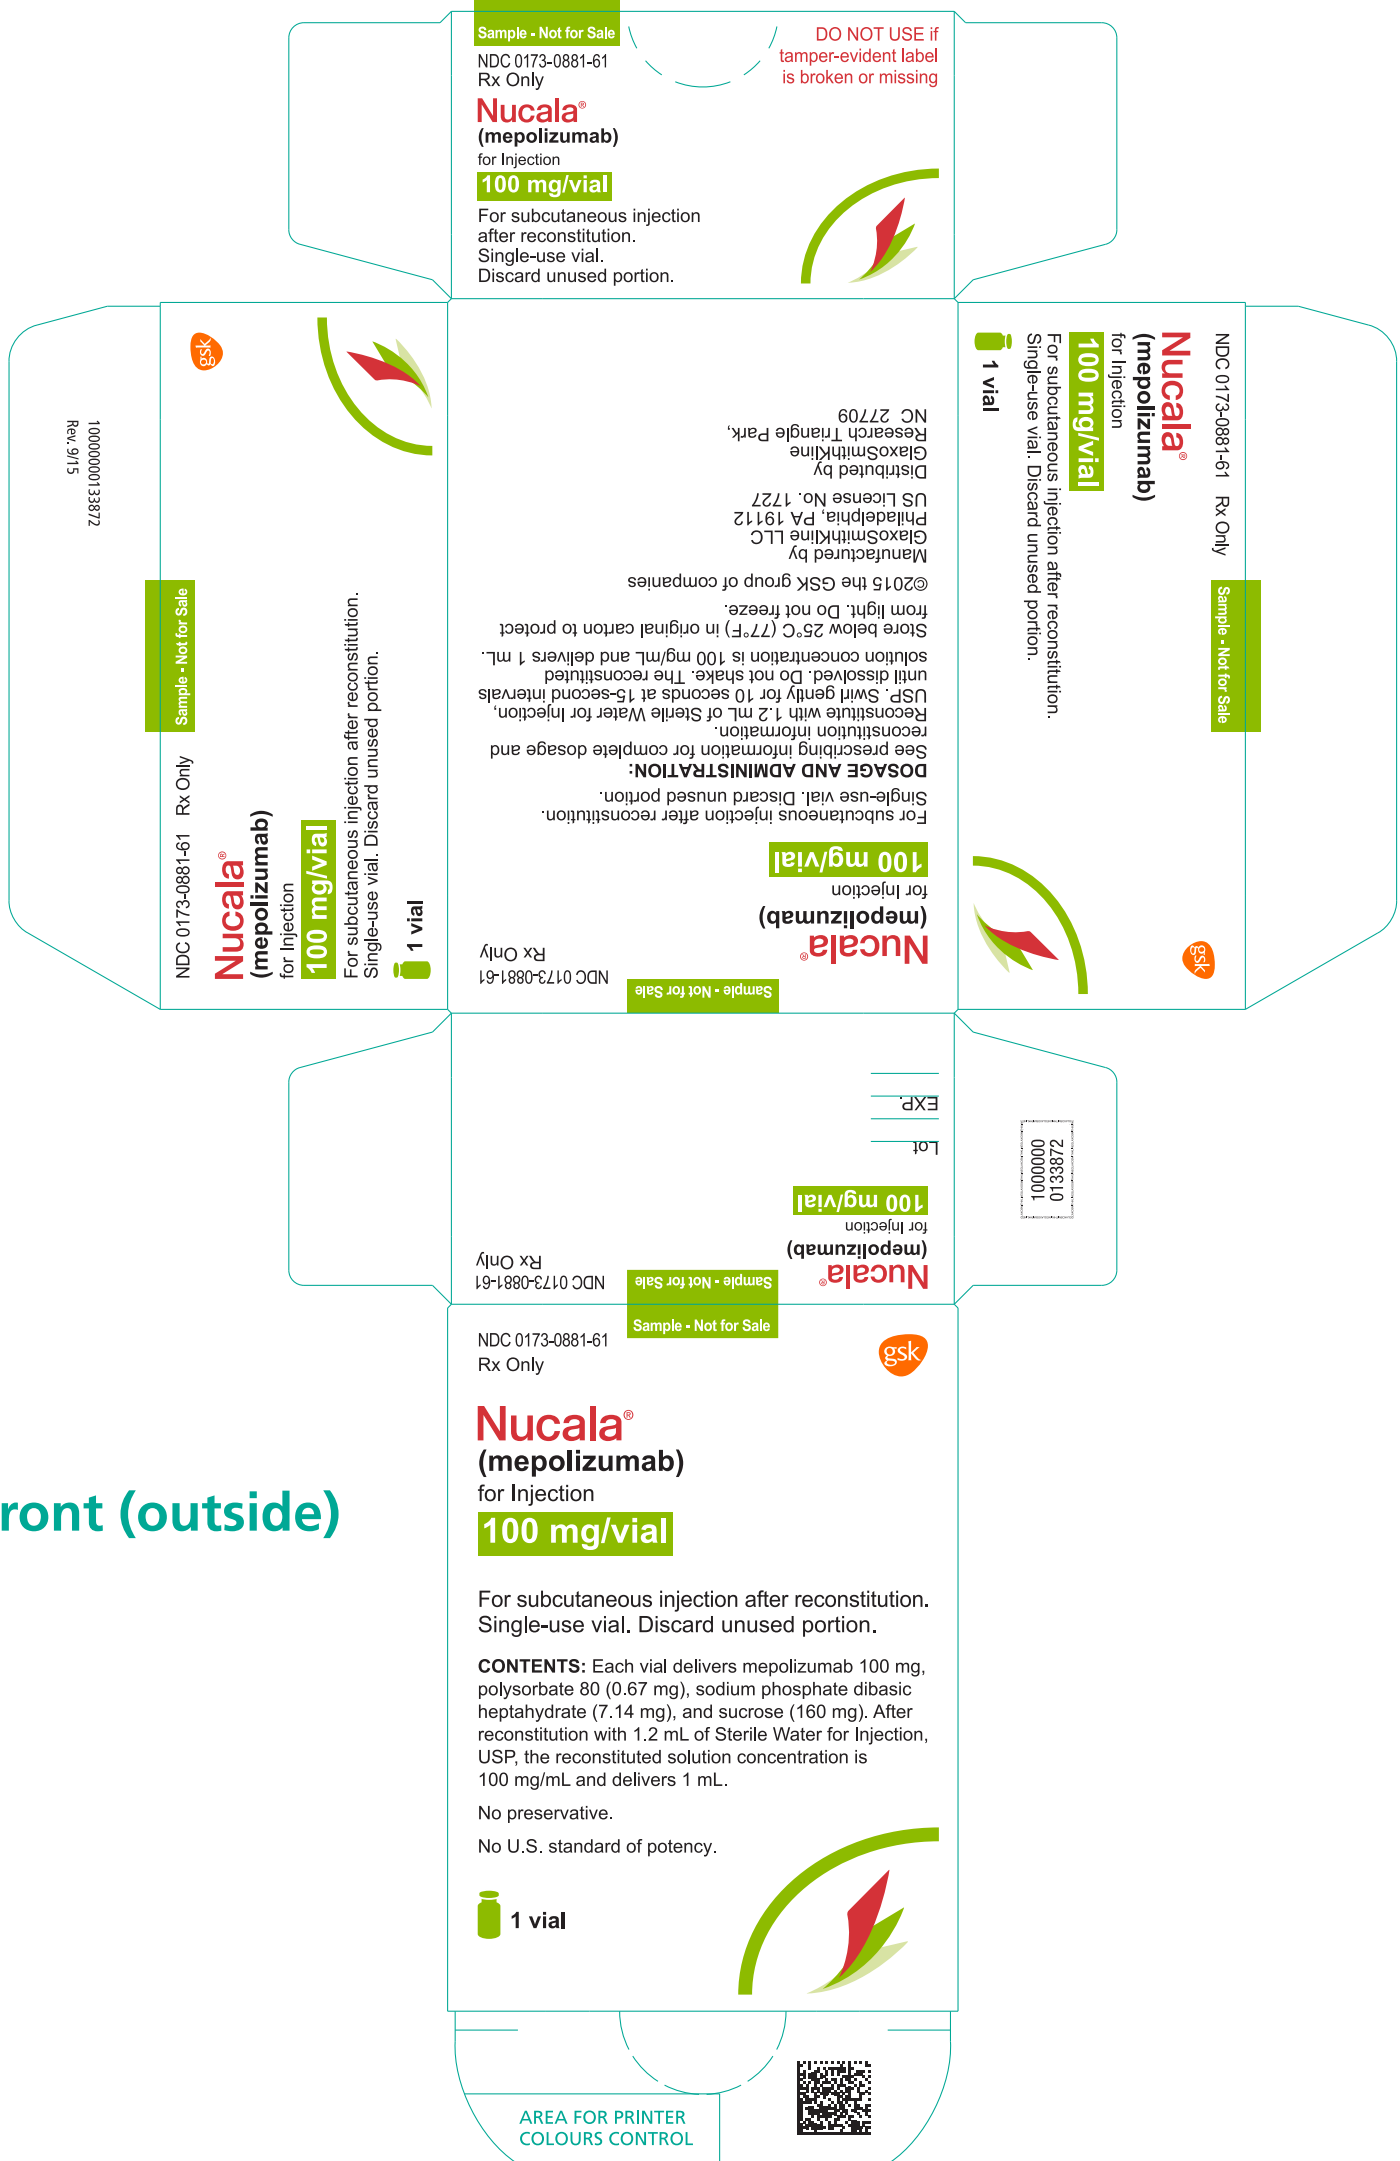 Sample - Not for Sale
NDC 0173-0881-61
Rx Only
Nucala®
(mepolizumab)
for Injection
100 mg/vial
For subcutaneous injection
after reconstitution.
Single-use vial.
Discard unused portion.
DO NOT USE if
tamper-evident label
is broken or missing
gsk
1000000133872
Rev. 9/15
Sample - Not for Sale
NDC 0173-0881-61 Rx Only
Nucala®
(mepolizumab)
for Injection
100 mg/vial
For subcutaneous injection after reconstitution.
Single-use vial. Discard unused portion.
1 vial
Sample - Not for Sale
NDC 0173-0881-61
Rx Only
Nucala®
(mepolizumab)
for Injection
100 mg/vial
For subcutaneous injection after reconstitution.
Single-use vial. Discard unused portion.
DOSAGE AND ADMINISTRATION:
See prescribing information for complete dosage and
reconstitution information.
Reconstitute with 1.2 mL of Sterile Water for Injection,
USP. Swirl gently for 10 seconds at 15-second intervals
until dissolved. Do not shake. The reconstituted
solution concentration is 100 mg/mL and delivers 1 mL.
Store below 25°C (77°F) in original carton to protect
from light. Do not freeze.
©2015 the GSK group of companies
Manufactured by
GlaxoSmithKline LLC
Philadelphia, PA 19112
US License No. 1727
Distributed by
GlaxoSmithKline
Research Triangle Park,
NC 27709
NDC 0173-0881-61 Rx Only
Sample - Not for Sale
Nucala®
(mepolizumab)
for Injection
100 mg/vial
For subcutaneous injection after reconstitution.
Single-use vial. Discard unused portion.
1 vial
gsk
Sample - Not for Sale
NDC 0173-0881-61
Rx Only
Nucala®
(mepolizumab)
for Injection
100 mg/vial
Lot
EXP.
1000000
0133872
Sample - Not for Sale
NDC 0173-0881-61
Rx Only
gsk
Nucala®
(mepolizumab)
for Injection
100 mg/vial
ront (outside)
For subcutaneous injection after reconstitution.
Single-use vial. Discard unused portion.
CONTENTS: Each vial delivers mepolizumab 100 mg,
polysorbate 80 (0.67 mg), sodium phosphate dibasic
heptahydrate (7.14 mg), and sucrose (160 mg). After
reconstitution with 1.2 mL of Sterile Water for Injection,
USP, the reconstituted solution concentration is
100 mg/mL and delivers 1 mL.
No preservative.
No U.S. standard of potency.
1 vial
AREA FOR PRINTER
COLOURS CONTROL